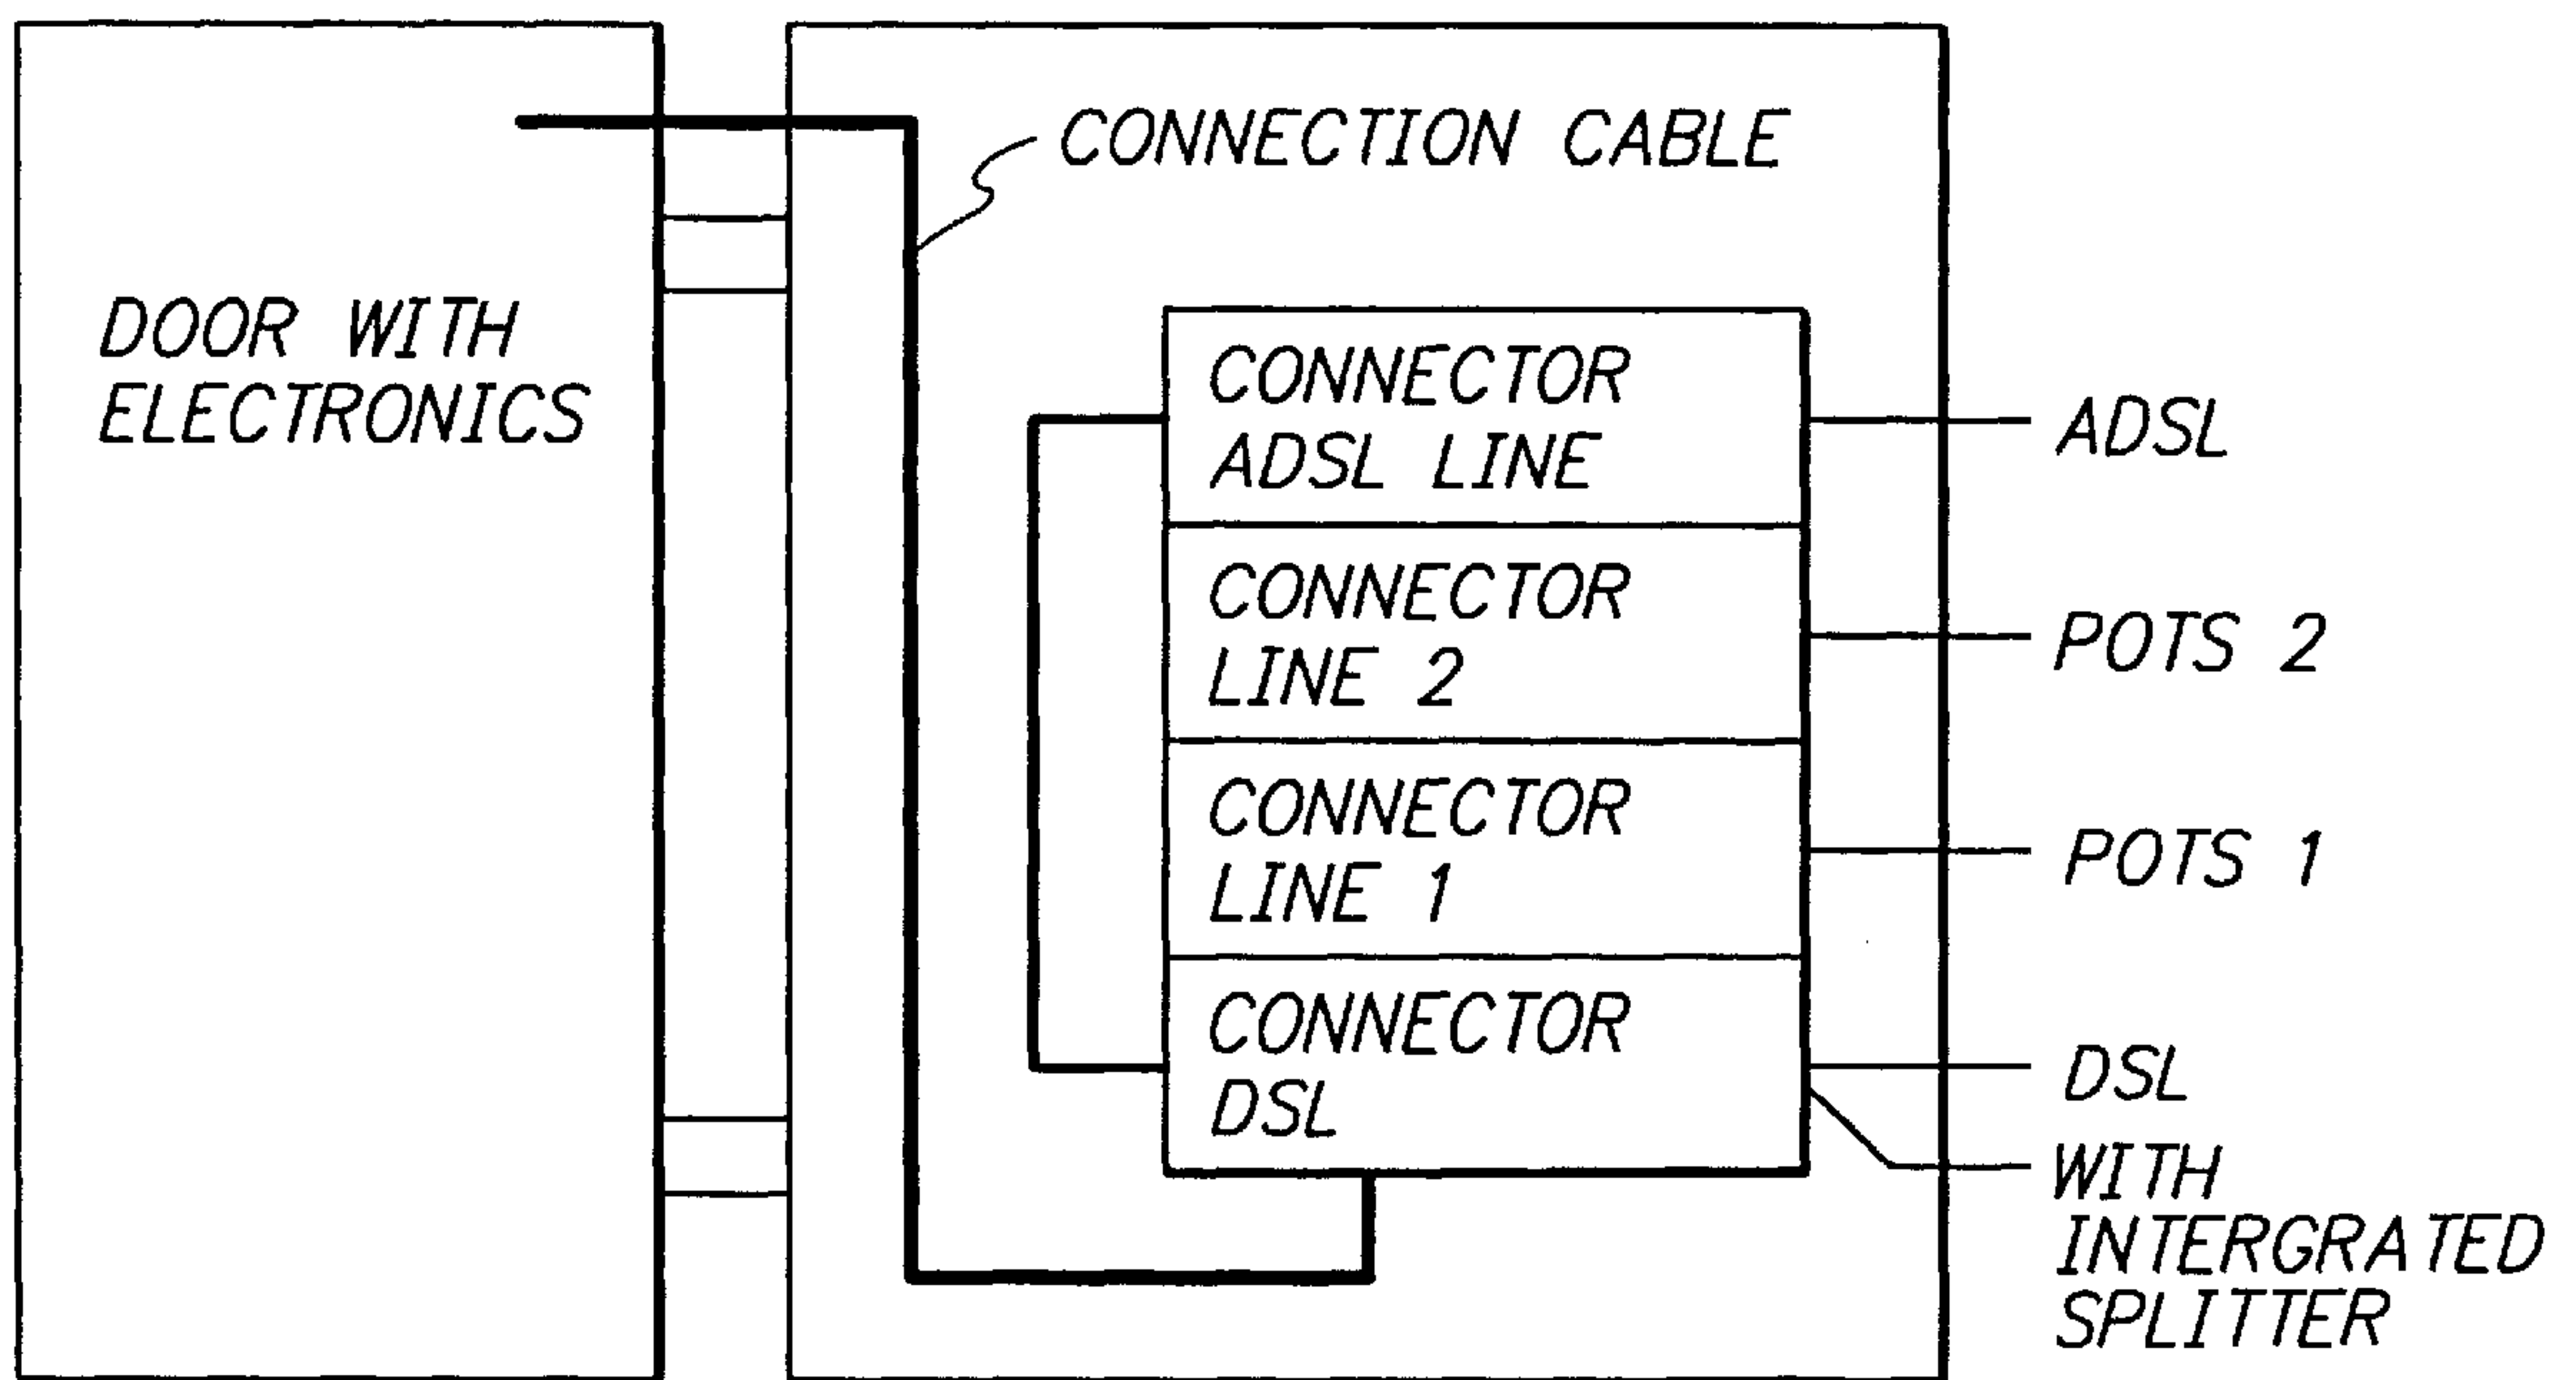 CONNECTION CABLE
DOOR WITH
ELECTRONICS
CONNECTOR
ADSL LINE
ADSL
CONNECTOR
LINE 2
POTS 2
CONNECTOR
LINE 1
POTS 1
CONNECTOR
DSL
DSL
WITH
INTERGRATED
SPLITTER